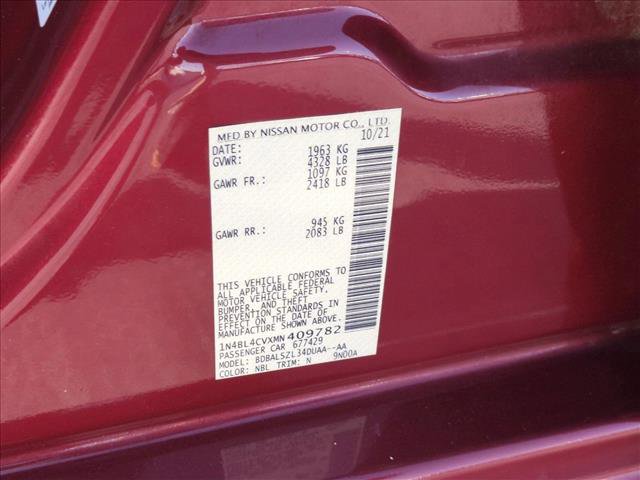 MFD BY NISSAN MOTOR CO., LTD.
10/21
DATE: 1963 KG
GVWR: 4328 LB
1097 KG
GAWR FR.: 2418 LB
945 KG
GAWR RR.: 2083 LB
THIS VEHICLE CONFORMS TO
ALL APPLICABLE FEDERAL
MOTOR VEHICLE SAFETY,
BUMPER, AND THEFT
PREVENTION STANDARDS IN
EFFECT ON THE DATE OF
MANUFACTURE SHOWN ABOVE.
1N4BL4CVXMN409782
PASSENGER CAR 677429
MODEL: BDBALSZL34DUAA--AA
COLOR: NBL TRIM: N 9N00A